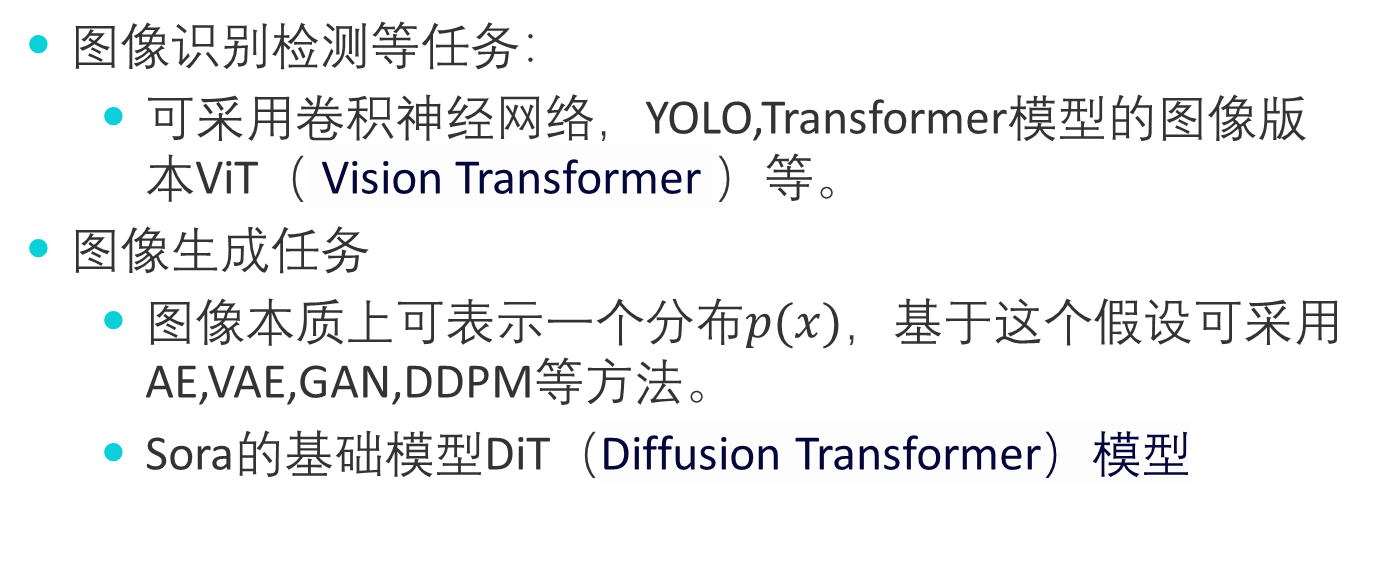 • 图像识别检测等任务：
• 可采用卷积神经网络，YOLO,Transformer模型的图像版
本ViT（ Vision Transformer ）等。
• 图像生成任务
• 图像本质上可表示一个分布p(x)，基于这个假设可采用
AE,VAE,GAN,DDPM等方法。
• Sora的基础模型DiT（Diffusion Transformer）模型